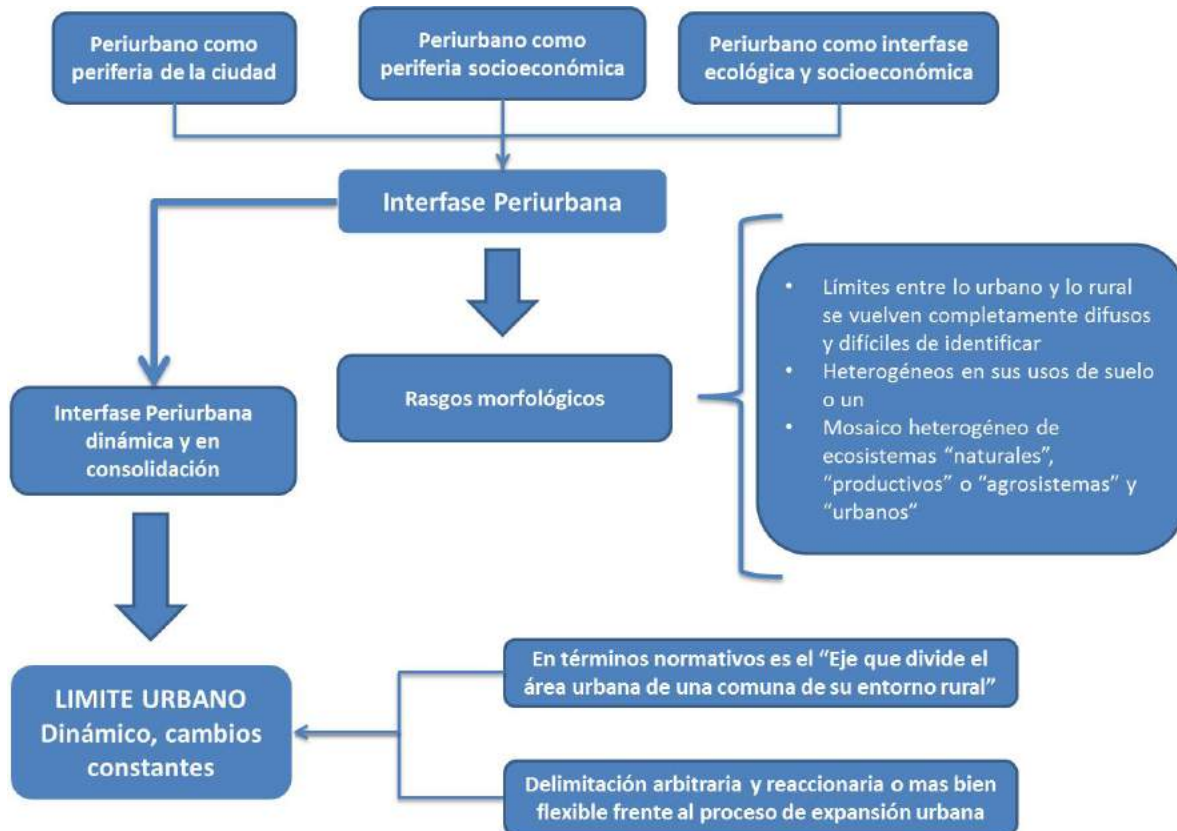 Periurbano como
periferia de la ciudad
Periurbano como
periferia socioeconómica
Periurbano como interfase
ecológica y socioeconómica
Interfase Periurbana
Rasgos morfológicos
• Límites entre lo urbano y lo rural
se vuelven completamente difusos
y difíciles de identificar
• Heterogéneos en sus usos de suelo
o un
• Mosaico heterogéneo de
ecosistemas “naturales”,
“productivos” o “agrosistemas” y
“urbanos”
Interfase Periurbana
dinámica y en
consolidación
LIMITE URBANO
Dinámico, cambios
constantes
En términos normativos es el “Eje que divide el
área urbana de una comuna de su entorno rural”
Delimitación arbitraria y reaccionaria o mas bien
flexible frente al proceso de expansión urbana